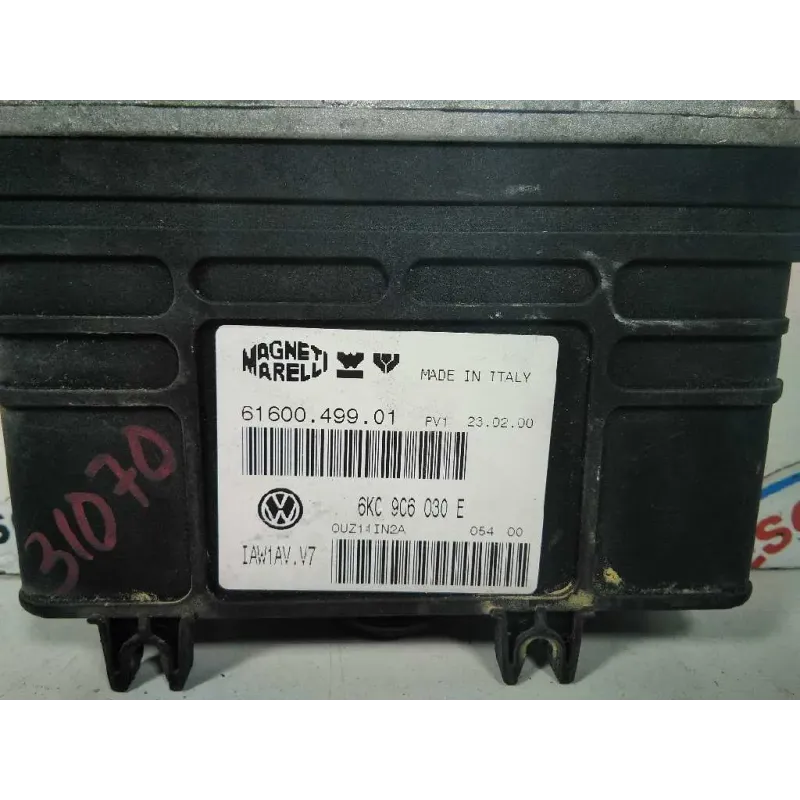 MAGNETI
MARELLI
MADE IN ITALY
61600.499.01 PV1 23.02.00
6KC 906 030 E
0UZ14IN2A 054 00
IAW1AV.V7
31070